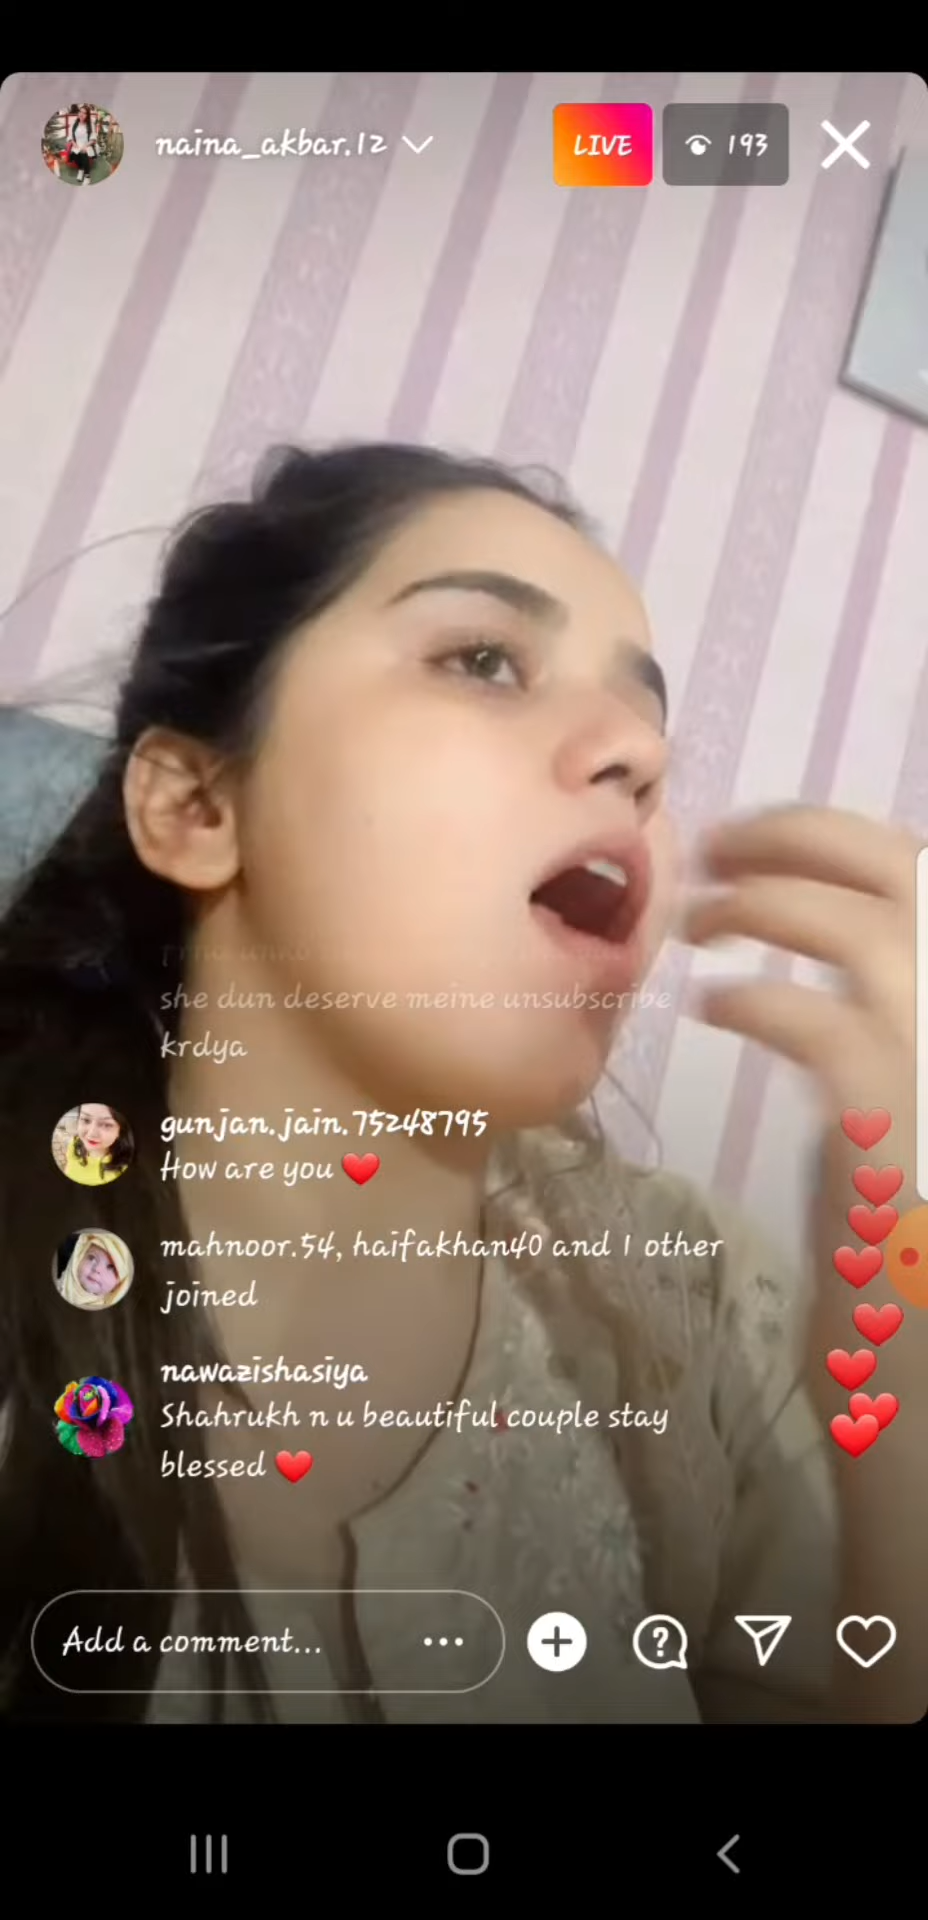 naina_akbar.12
LIVE
193
she dun deserve meine unsubscribe
krdya
gunjan.jain.75248795
How are you ❤️
mahnoor.54, haifakhan40 and 1 other
joined
nawazishasiya
Shahrukh n u beautiful couple stay
blessed ❤️
Add a comment...